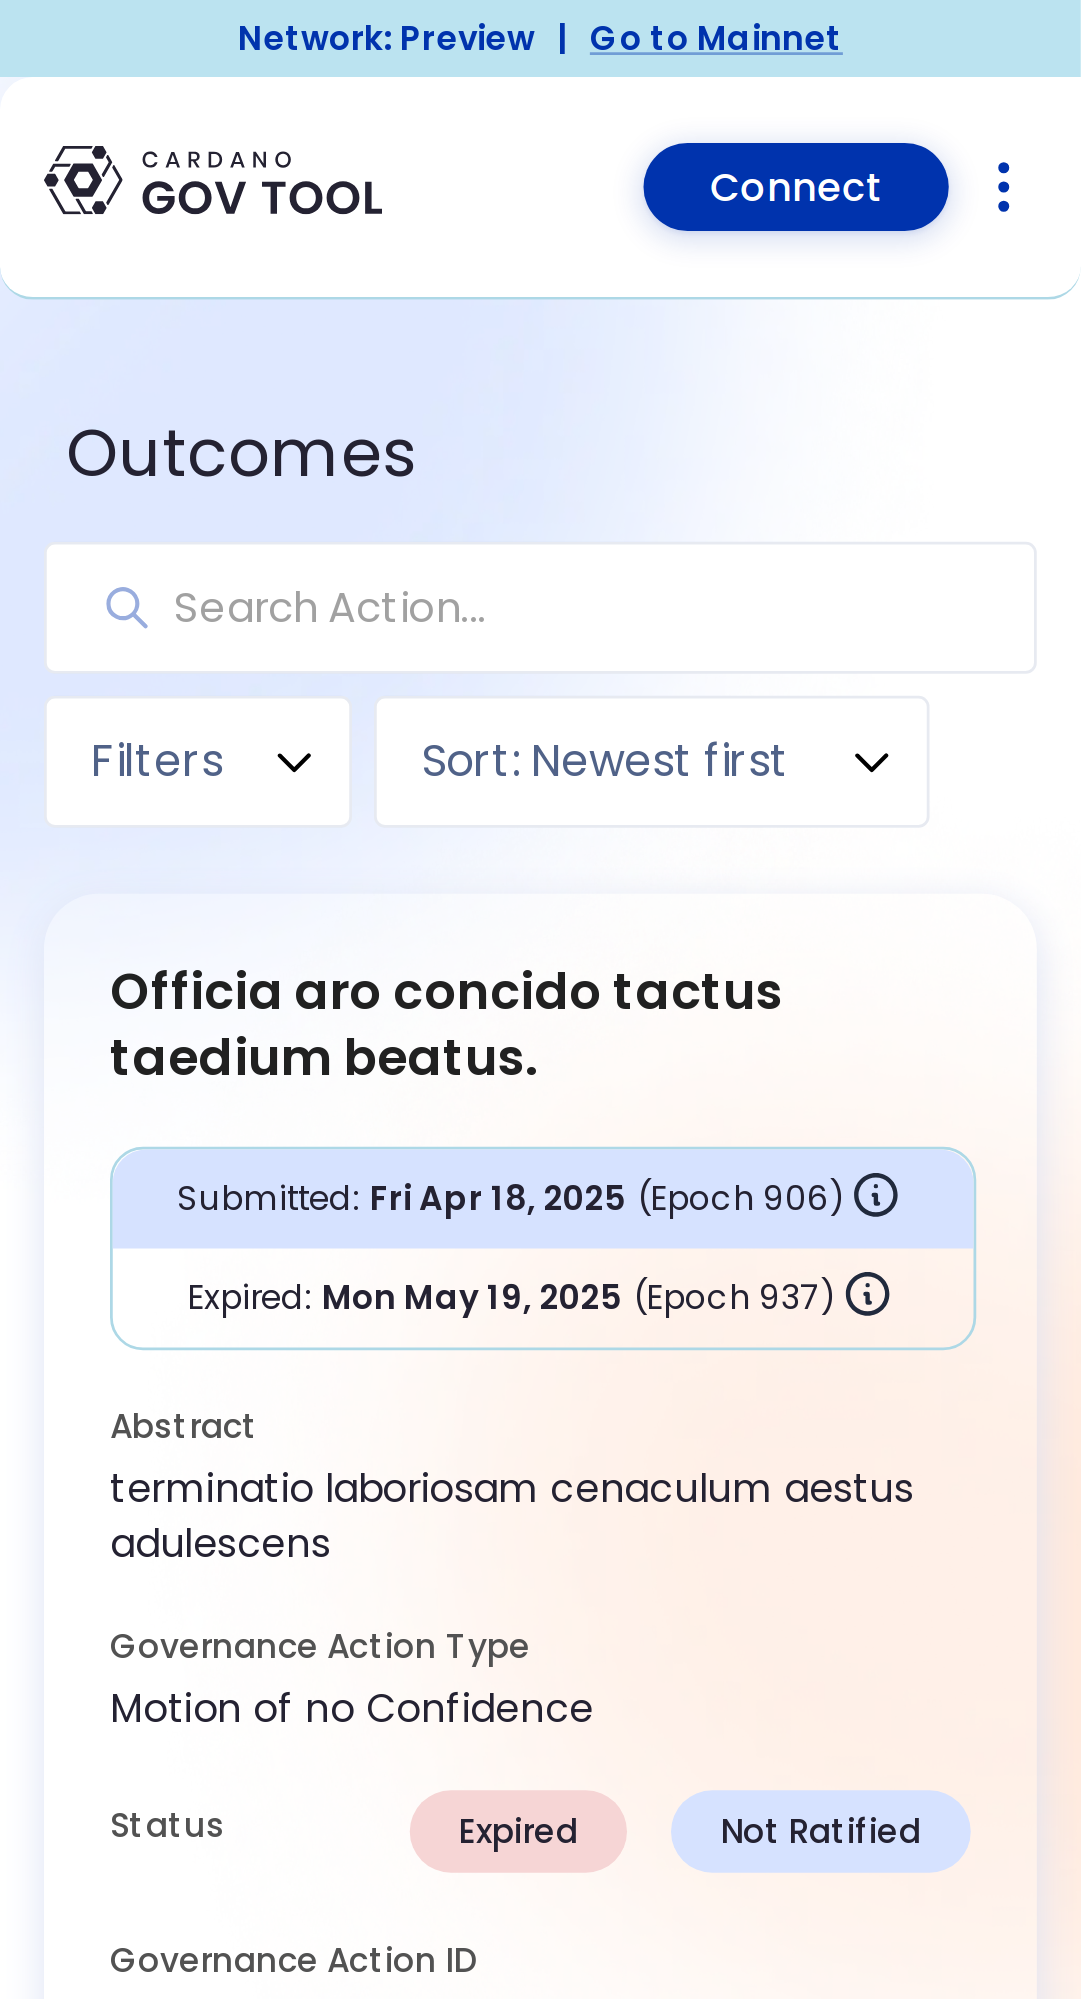 Network: Preview | Go to Mainnet
CARDANO
GOV TOOL
Connect
Outcomes
Search Action...
Filters
Sort: Newest first
Officia aro concido tactus
taedium beatus.
Submitted: Fri Apr 18, 2025 (Epoch 906)
Expired: Mon May 19, 2025 (Epoch 937)
Abstract
terminatio laboriosam cenaculum aestus
adulescens
Governance Action Type
Motion of no Confidence
Status
Expired
Not Ratified
Governance Action ID